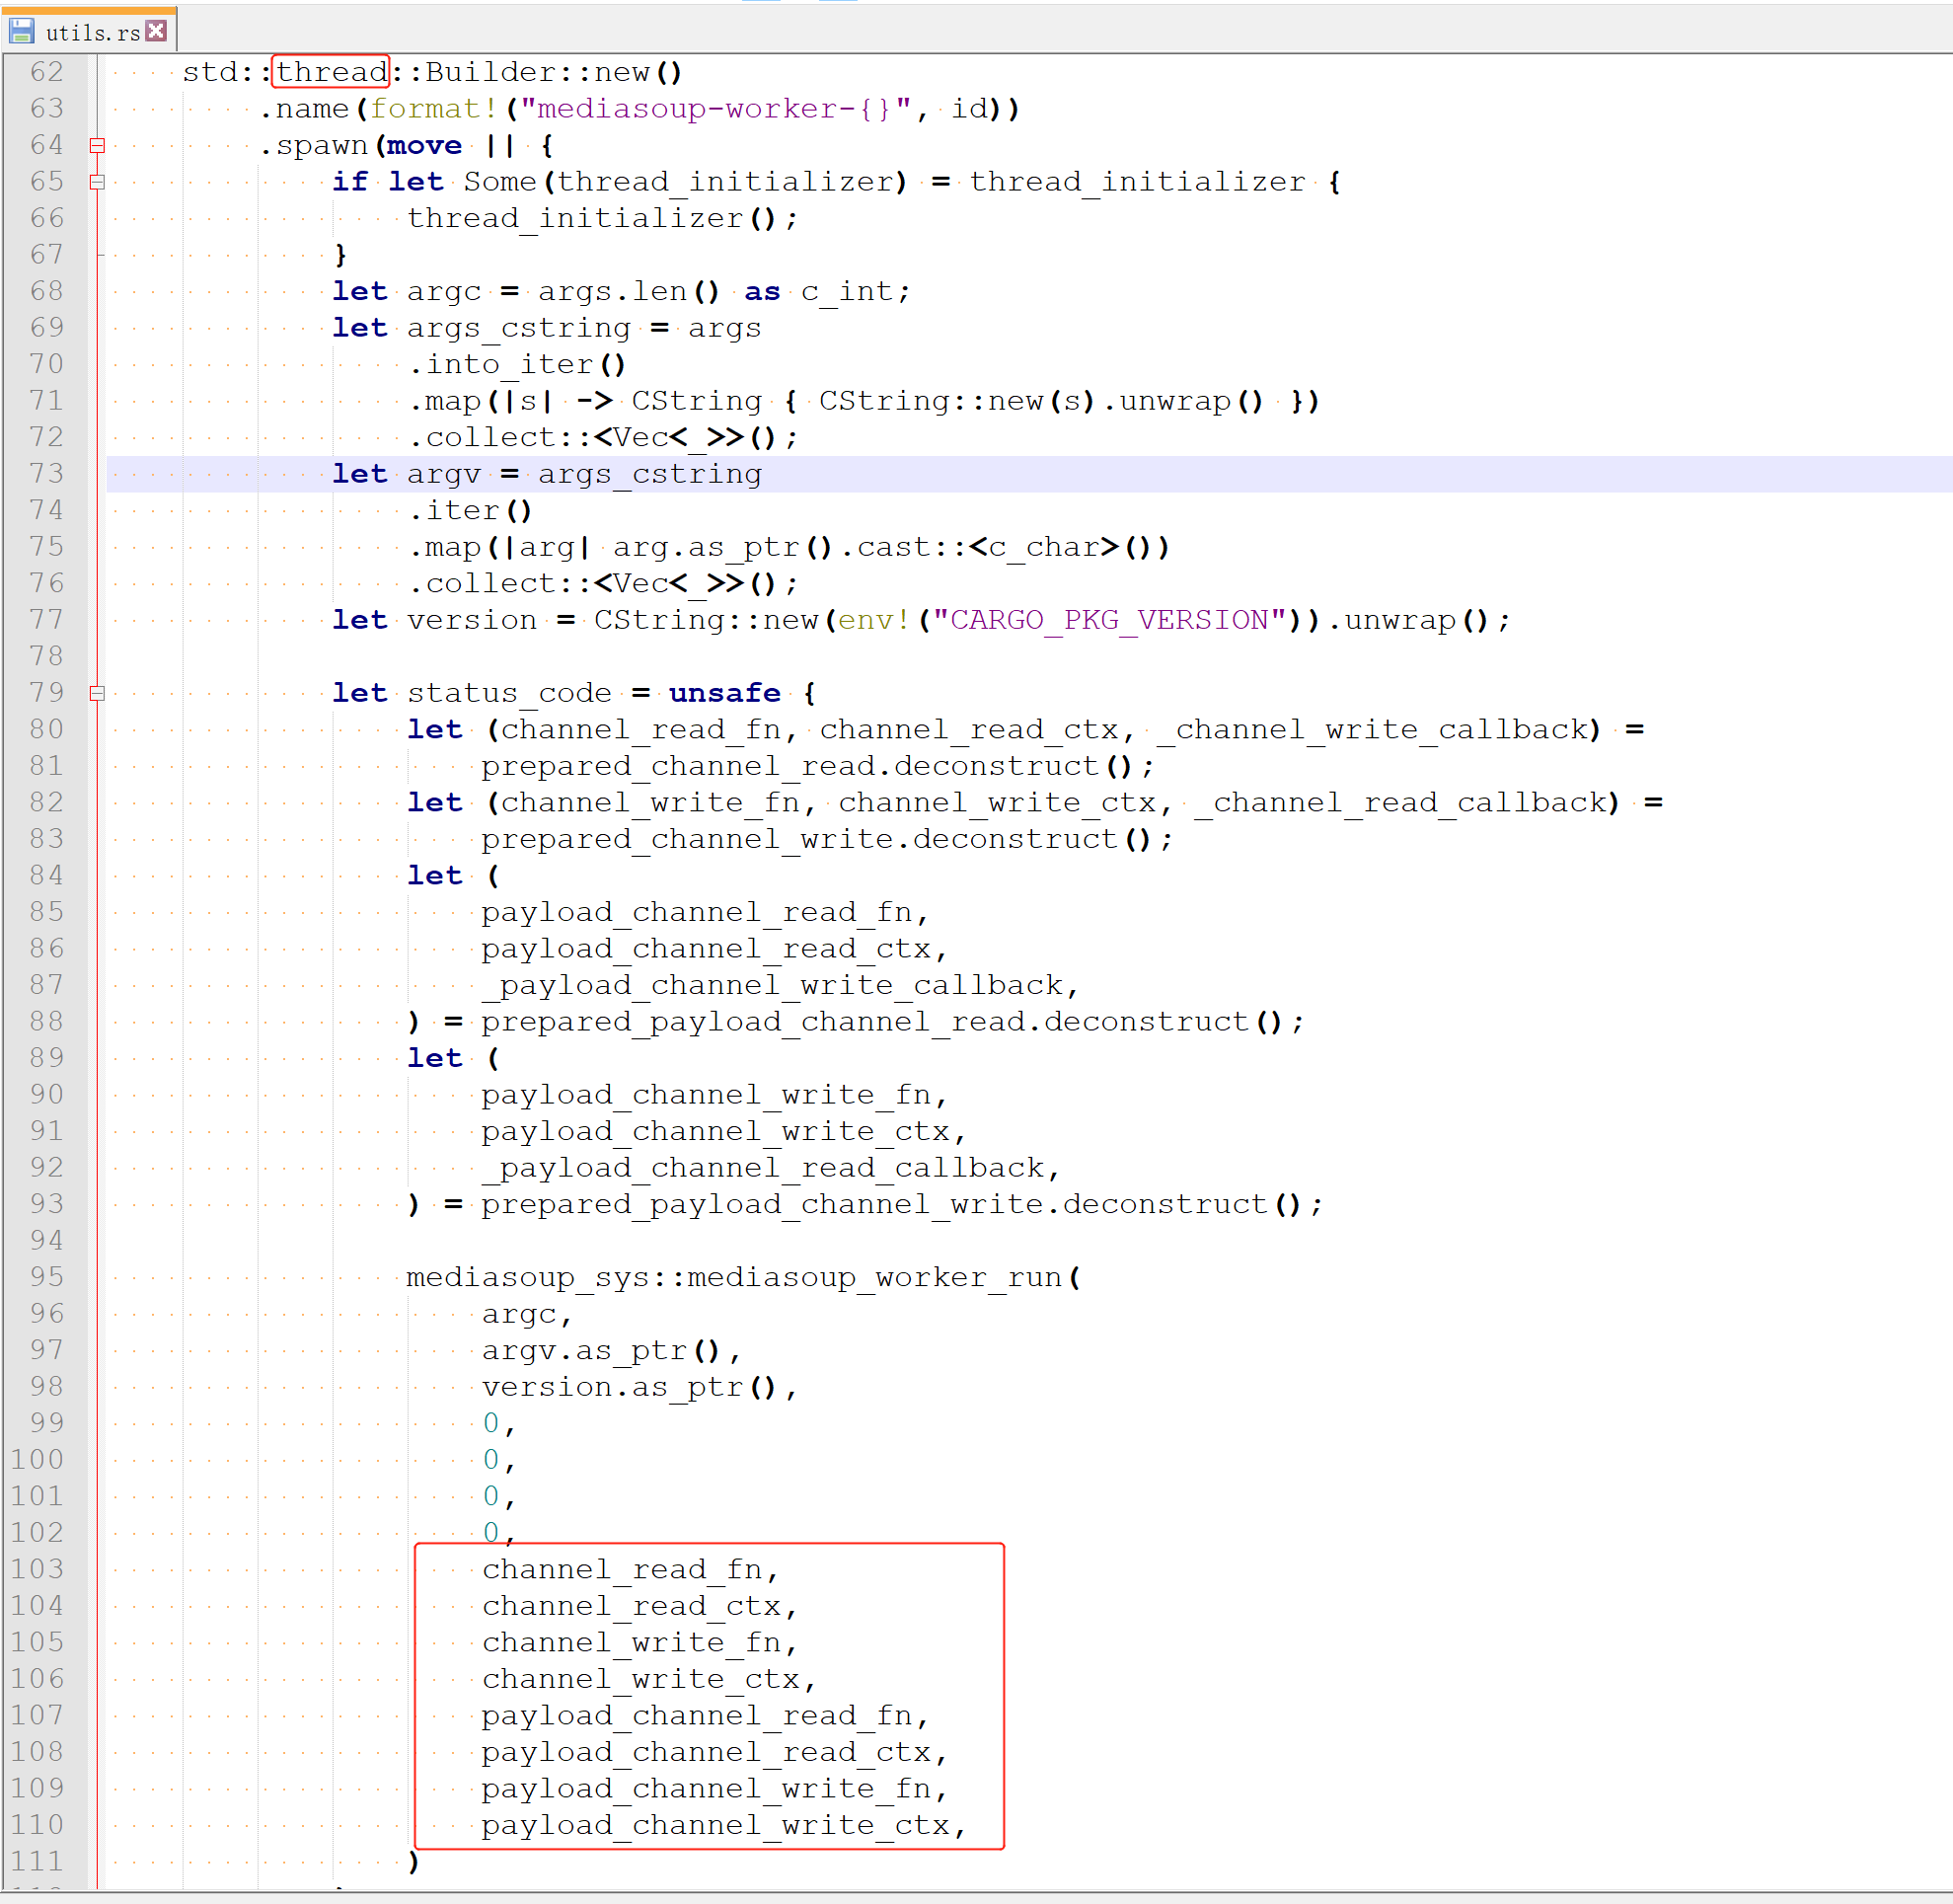 utils.rs
62 std::thread::Builder::new()
63 .name(format!("mediasoup-worker-{}", id))
64 .spawn(move || {
65 if let Some(thread_initializer) = thread_initializer {
66 thread_initializer();
67 }
68 let argc = args.len() as c_int;
69 let args_cstring = args
70 .into_iter()
71 .map(|s| -> CString { CString::new(s).unwrap() })
72 .collect::<Vec<_>>();
73 let argv = args_cstring
74 .iter()
75 .map(|arg| arg.as_ptr().cast::<c_char>())
76 .collect::<Vec<_>>();
77 let version = CString::new(env!("CARGO_PKG_VERSION")).unwrap();
78
79 let status_code = unsafe {
80 let (channel_read_fn, channel_read_ctx, _channel_write_callback) =
81 prepared_channel_read.deconstruct();
82 let (channel_write_fn, channel_write_ctx, _channel_read_callback) =
83 prepared_channel_write.deconstruct();
84 let (
85 payload_channel_read_fn,
86 payload_channel_read_ctx,
87 _payload_channel_write_callback,
88 ) = prepared_payload_channel_read.deconstruct();
89 let (
90 payload_channel_write_fn,
91 payload_channel_write_ctx,
92 _payload_channel_read_callback,
93 ) = prepared_payload_channel_write.deconstruct();
94
95 mediasoup_sys::mediasoup_worker_run(
96 argc,
97 argv.as_ptr(),
98 version.as_ptr(),
99 0,
100 0,
101 0,
102 0,
103 channel_read_fn,
104 channel_read_ctx,
105 channel_write_fn,
106 channel_write_ctx,
107 payload_channel_read_fn,
108 payload_channel_read_ctx,
109 payload_channel_write_fn,
110 payload_channel_write_ctx,
111 )